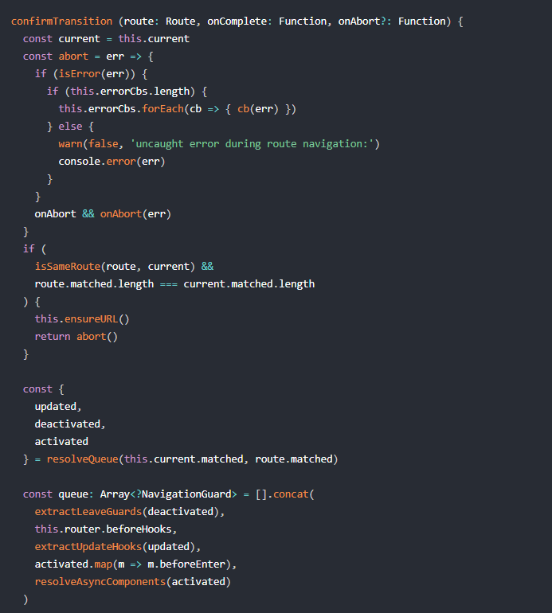 confirmTransition (route: Route, onComplete: Function, onAbort?: Function) {
  const current = this.current
  const abort = err => {
    if (isError(err)) {
      if (this.errorCbs.length) {
        this.errorCbs.forEach(cb => { cb(err) })
      } else {
        warn(false, 'uncaught error during route navigation:')
        console.error(err)
      }
    }
    onAbort && onAbort(err)
  }
  if (
    isSameRoute(route, current) &&
    route.matched.length === current.matched.length
  ) {
    this.ensureURL()
    return abort()
  }

  const {
    updated,
    deactivated,
    activated
  } = resolveQueue(this.current.matched, route.matched)

  const queue: Array<?NavigationGuard> = [].concat(
    extractLeaveGuards(deactivated),
    this.router.beforeHooks,
    extractUpdateHooks(updated),
    activated.map(m => m.beforeEnter),
    resolveAsyncComponents(activated)
  )